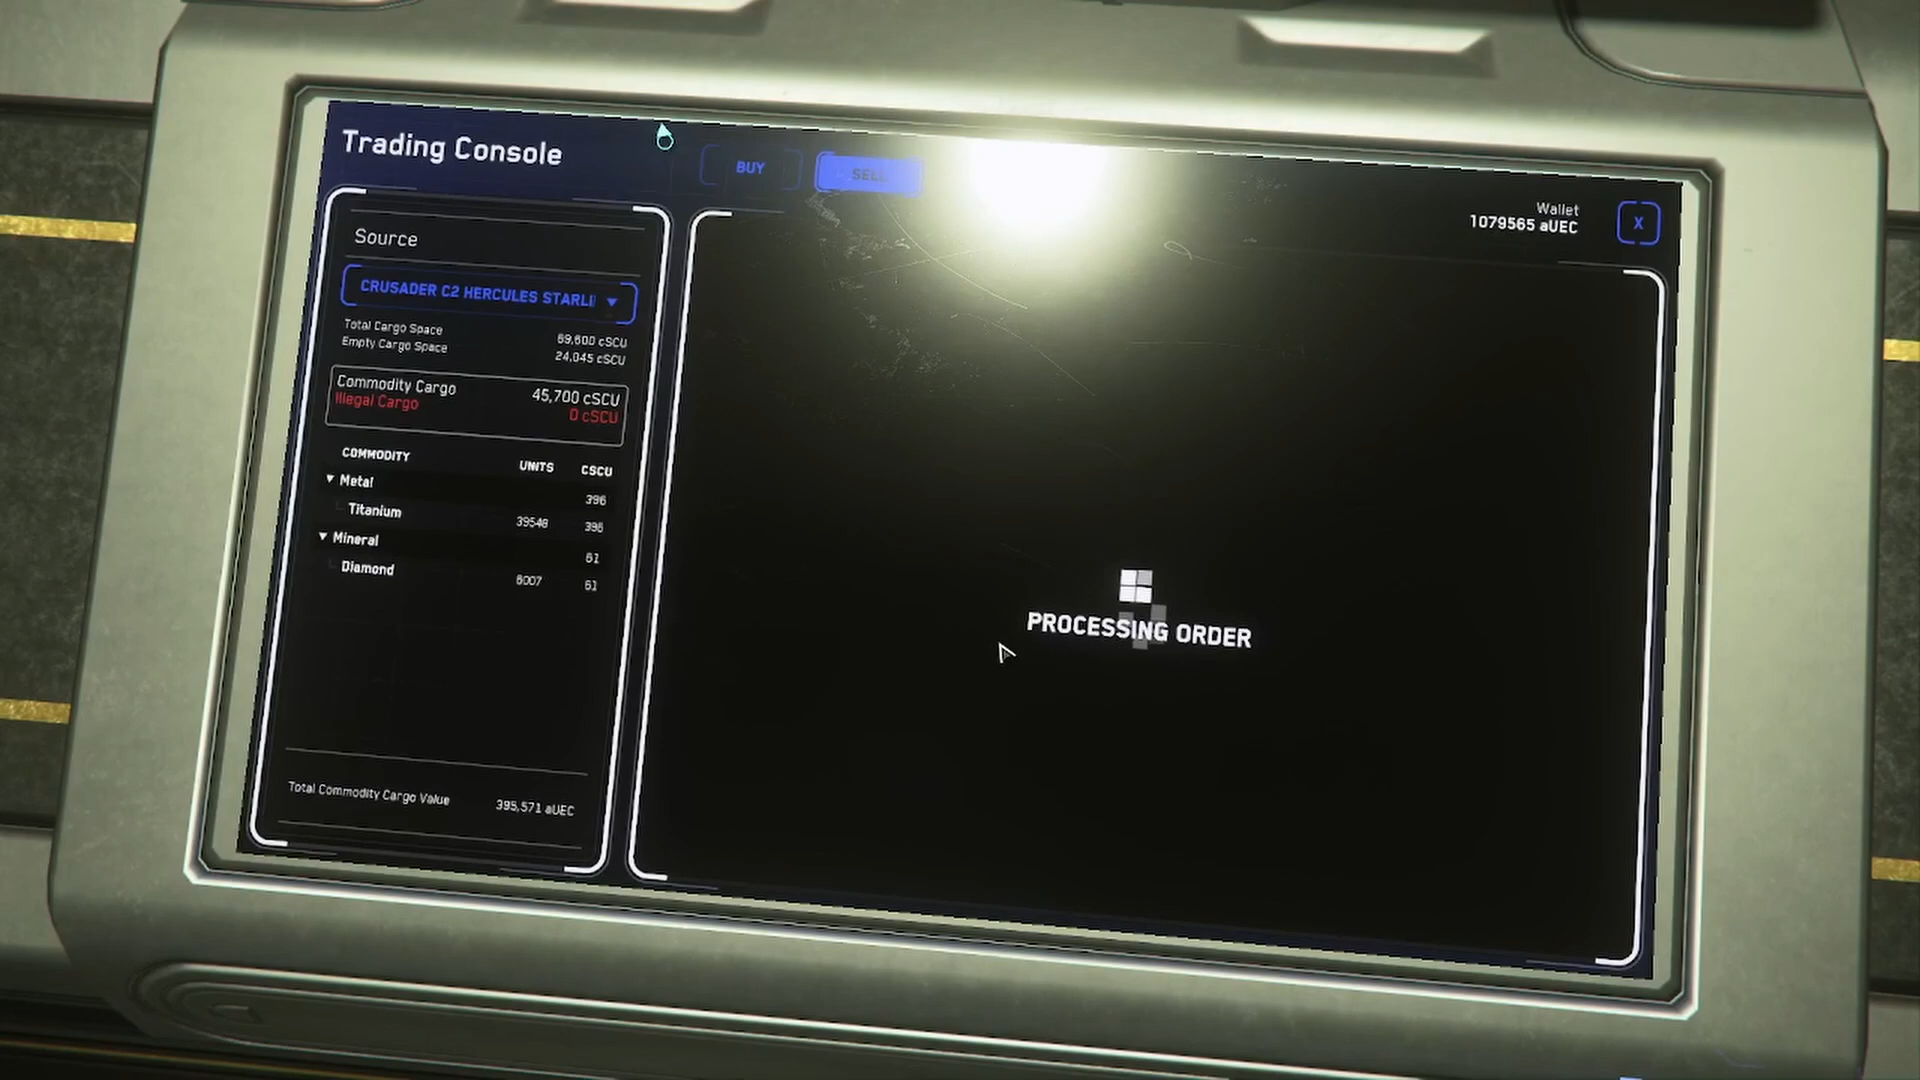 Trading Console
BUY
SELL
Wallet
1079565 aUEC
X
Source
CRUSADER C2 HERCULES STARLI
Total Cargo Space 69,600 cSCU
Empty Cargo Space 24,045 cSCU
Commodity Cargo 45,700 cSCU
Illegal Cargo 0 cSCU
COMMODITY UNITS CSCU
Metal 396
Titanium 39548 396
Mineral 61
Diamond 6007 61
PROCESSING ORDER
Total Commodity Cargo Value 395,571 aUEC